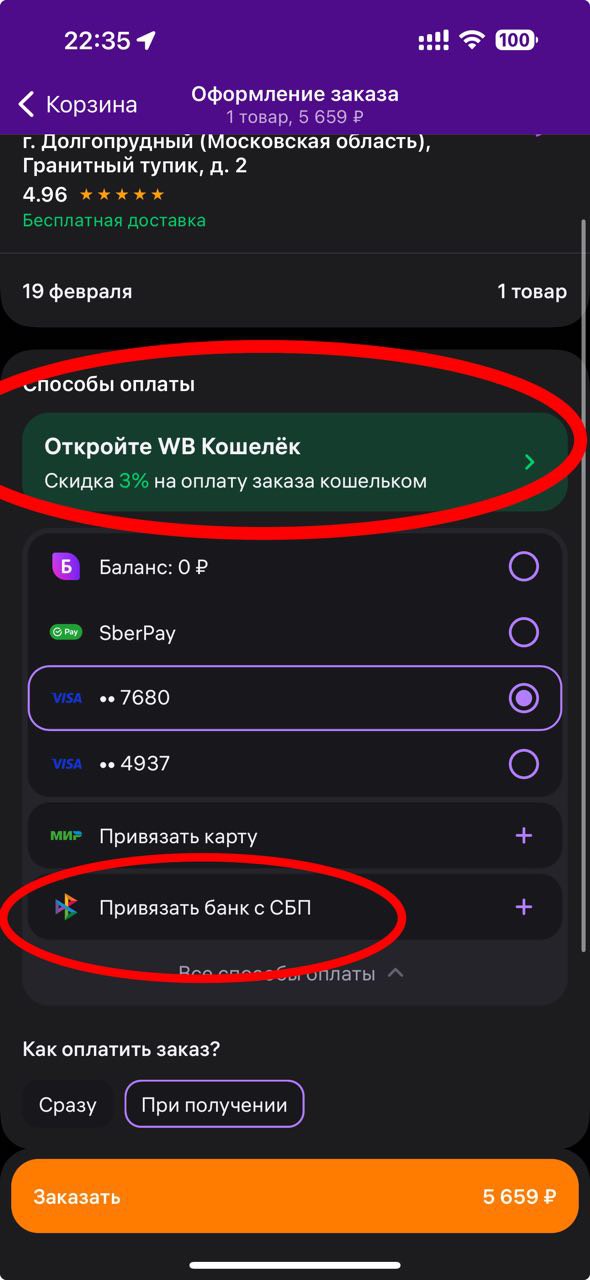 22:35
100
Корзина
Оформление заказа
1 товар, 5 659 ₽
г. Долгопрудный (Московская область),
Гранитный тупик, д. 2
4.96 ★★★★★
Бесплатная доставка
19 февраля
1 товар
Способы оплаты
Откройте WB Кошелёк
Скидка 3% на оплату заказа кошельком
Б Баланс: 0 ₽
Pay SberPay
VISA •• 7680
VISA •• 4937
МИР Привязать карту +
Привязать банк с СБП +
Все способы оплаты
Как оплатить заказ?
Сразу
При получении
Заказать
5 659 ₽